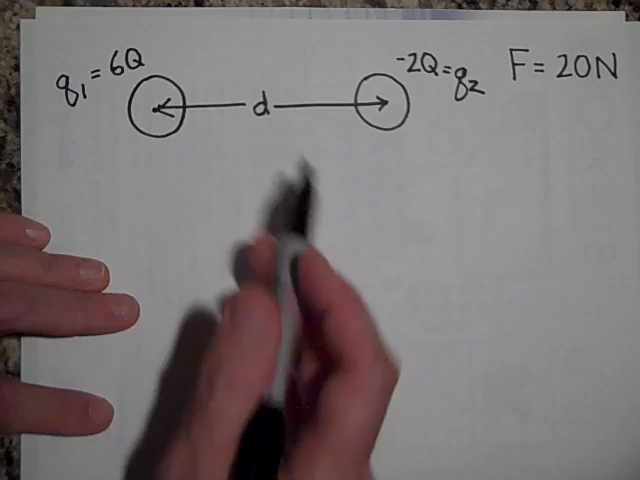 q₁ = 6Q
d
-2Q = q₂
F = 20N